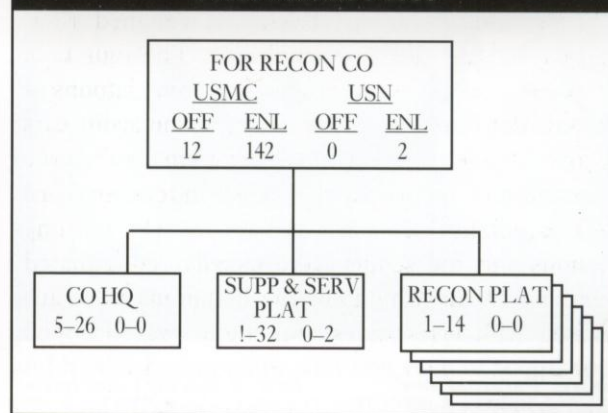 FOR RECON CO
USMC USN
OFF ENL OFF ENL
12 142 0 2
CO HQ
5–26 0–0
SUPP & SERV
PLAT
!–32 0–2
RECON PLAT
1–14 0–0